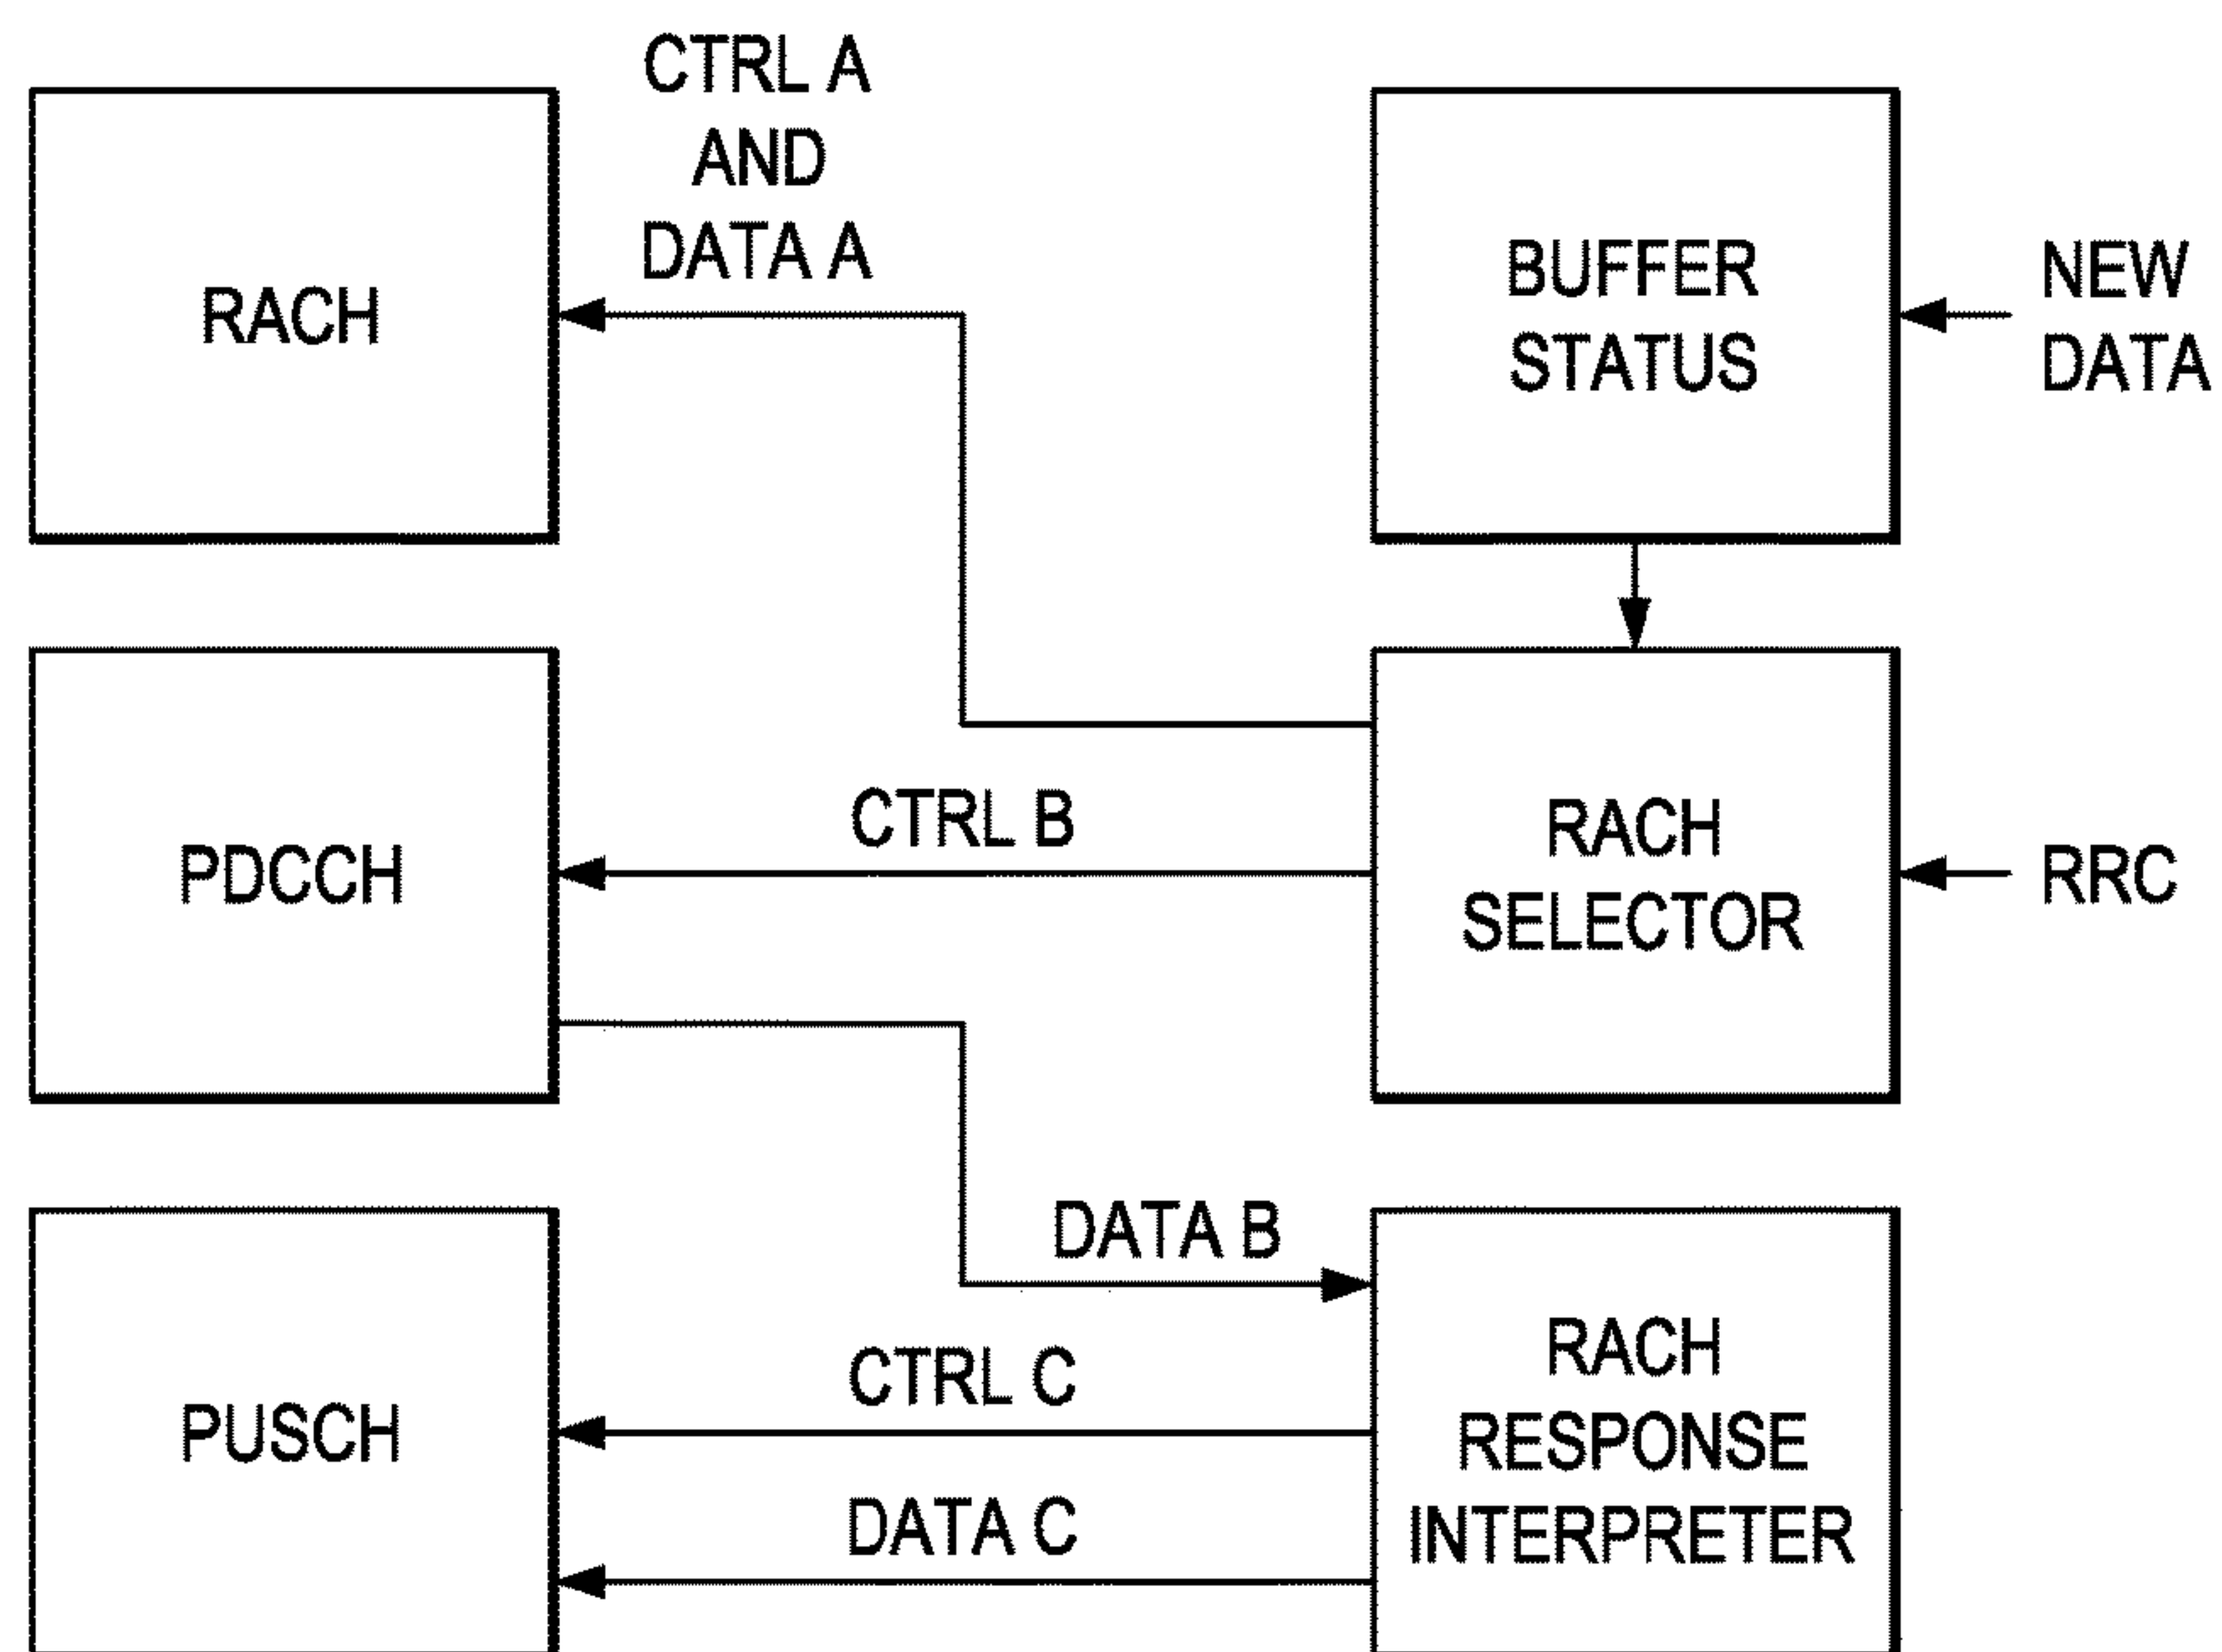 CTRL A
AND
DATA A
RACH
BUFFER
STATUS
NEW
DATA
PDCCH
CTRL B
RACH
SELECTOR
RRC
DATA B
PUSCH
CTRL C
DATA C
RACH
RESPONSE
INTERPRETER